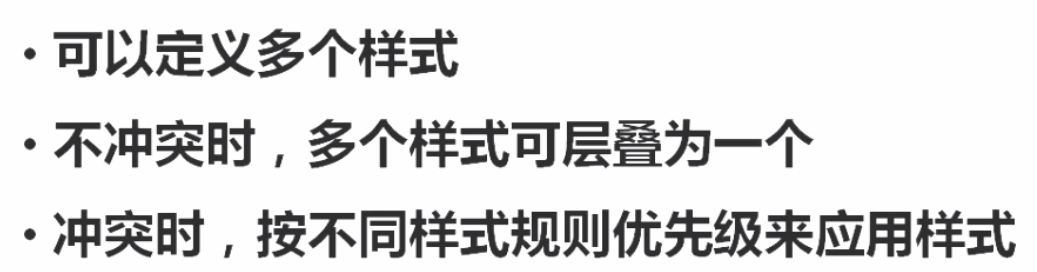 • 可以定义多个样式
• 不冲突时，多个样式可层叠为一个
• 冲突时，按不同样式规则优先级来应用样式